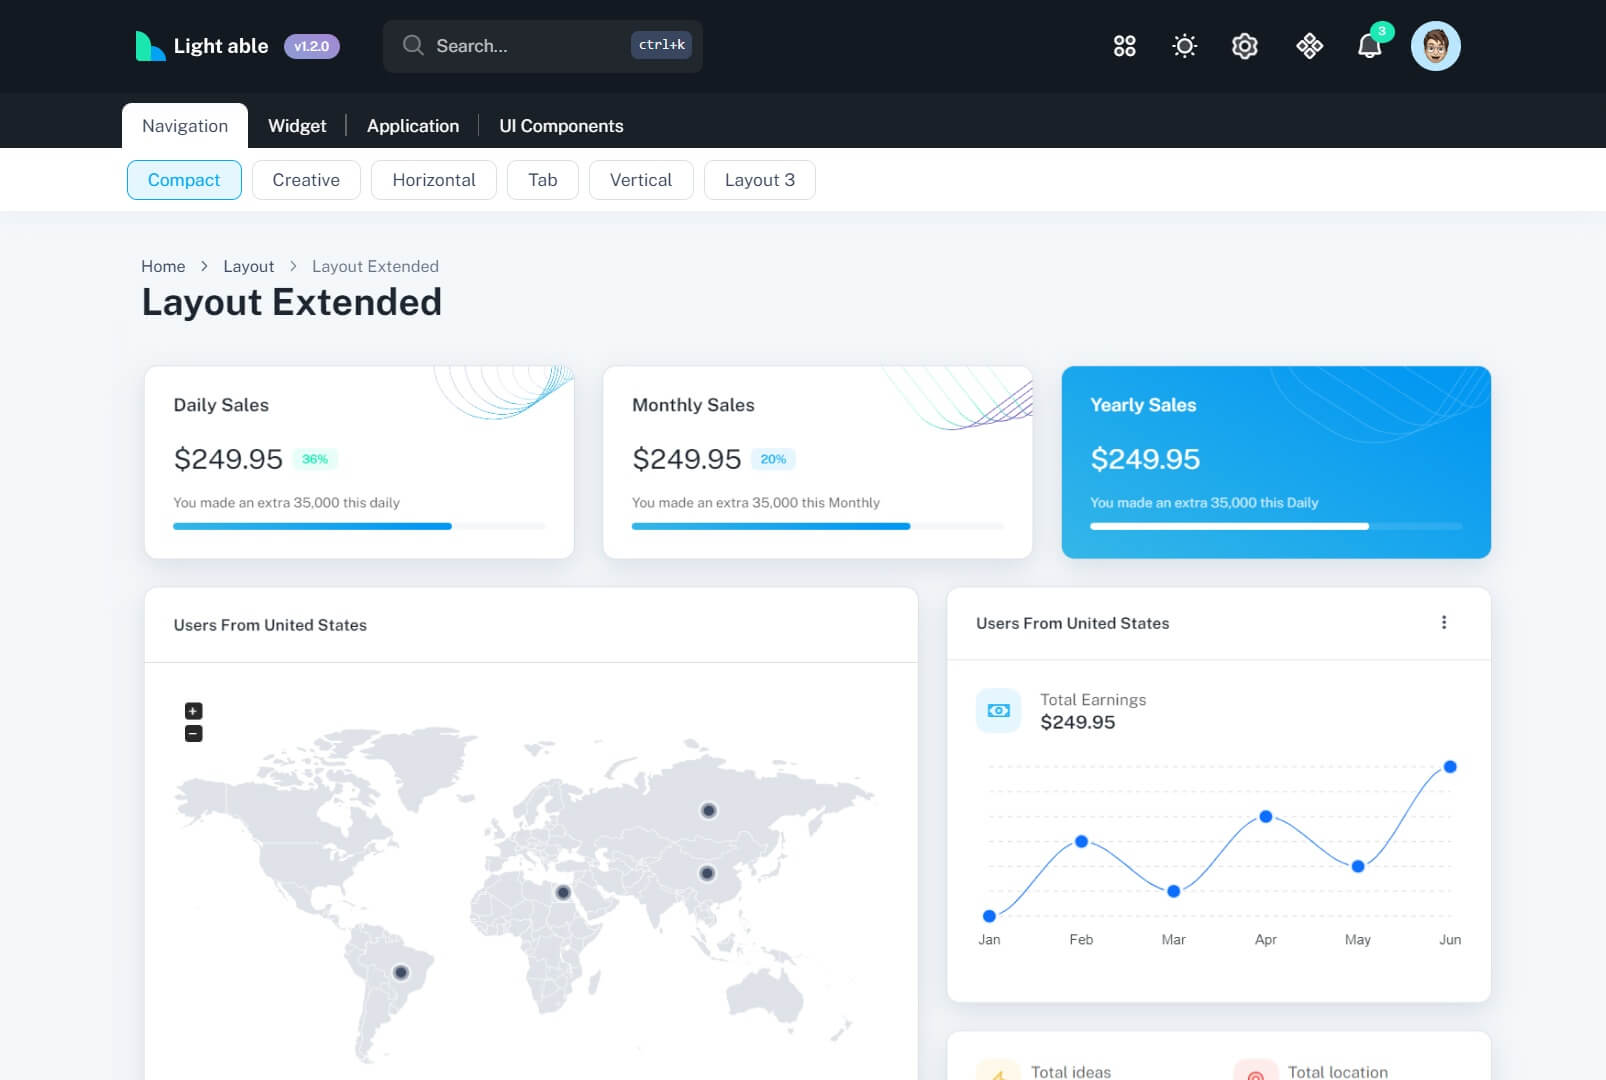 Light able v1.2.0
Search... ctrl+k
3
Navigation Widget Application UI Components
Compact Creative Horizontal Tab Vertical Layout 3
Home > Layout > Layout Extended
Layout Extended
Daily Sales
$249.95 36%
You made an extra 35,000 this daily
Monthly Sales
$249.95 20%
You made an extra 35,000 this Monthly
Yearly Sales
$249.95
You made an extra 35,000 this Daily
Users From United States
+
−
Users From United States
Total Earnings
$249.95
Jan Feb Mar Apr May Jun
Total ideas Total location